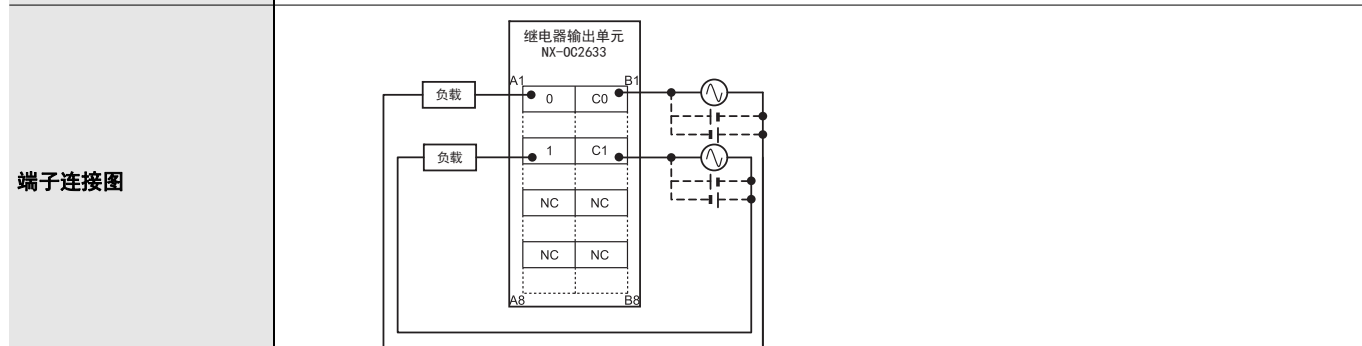 端子连接图
继电器输出单元
NX-OC2633
A1 B1
负载 0 C0
负载 1 C1
NC NC
NC NC
A8 B8